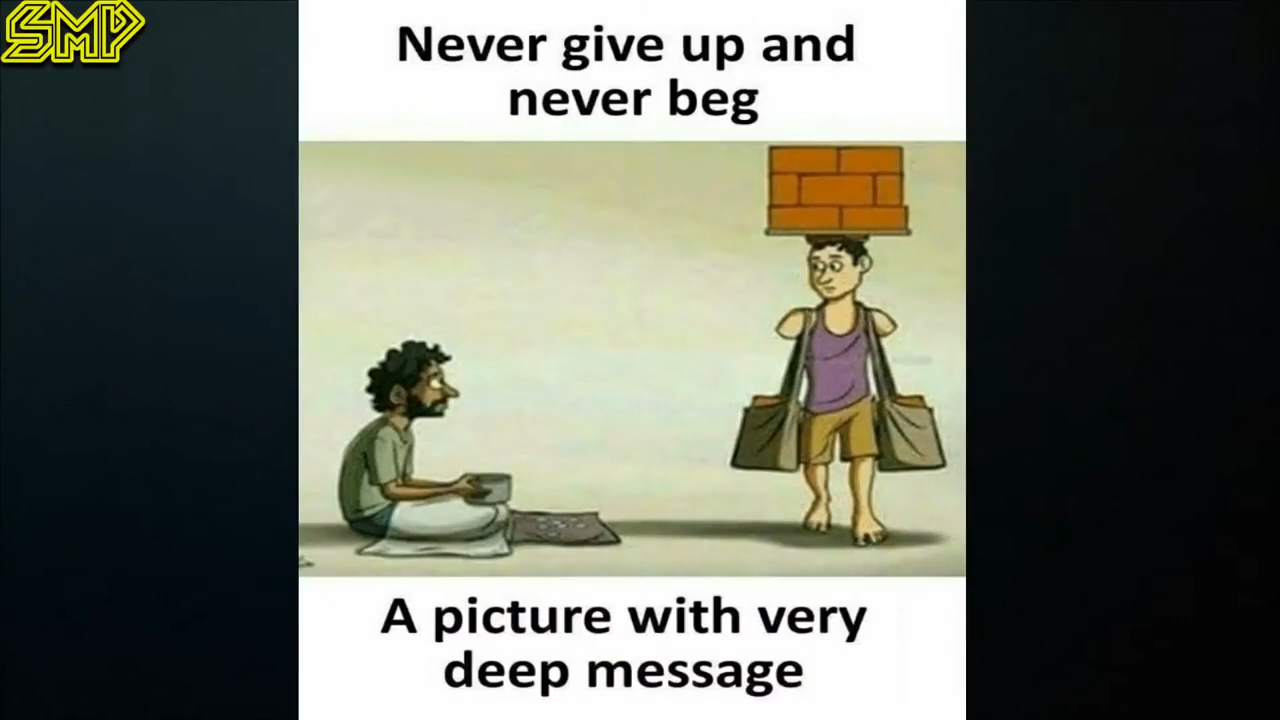 SMP
Never give up and
never beg
A picture with very
deep message